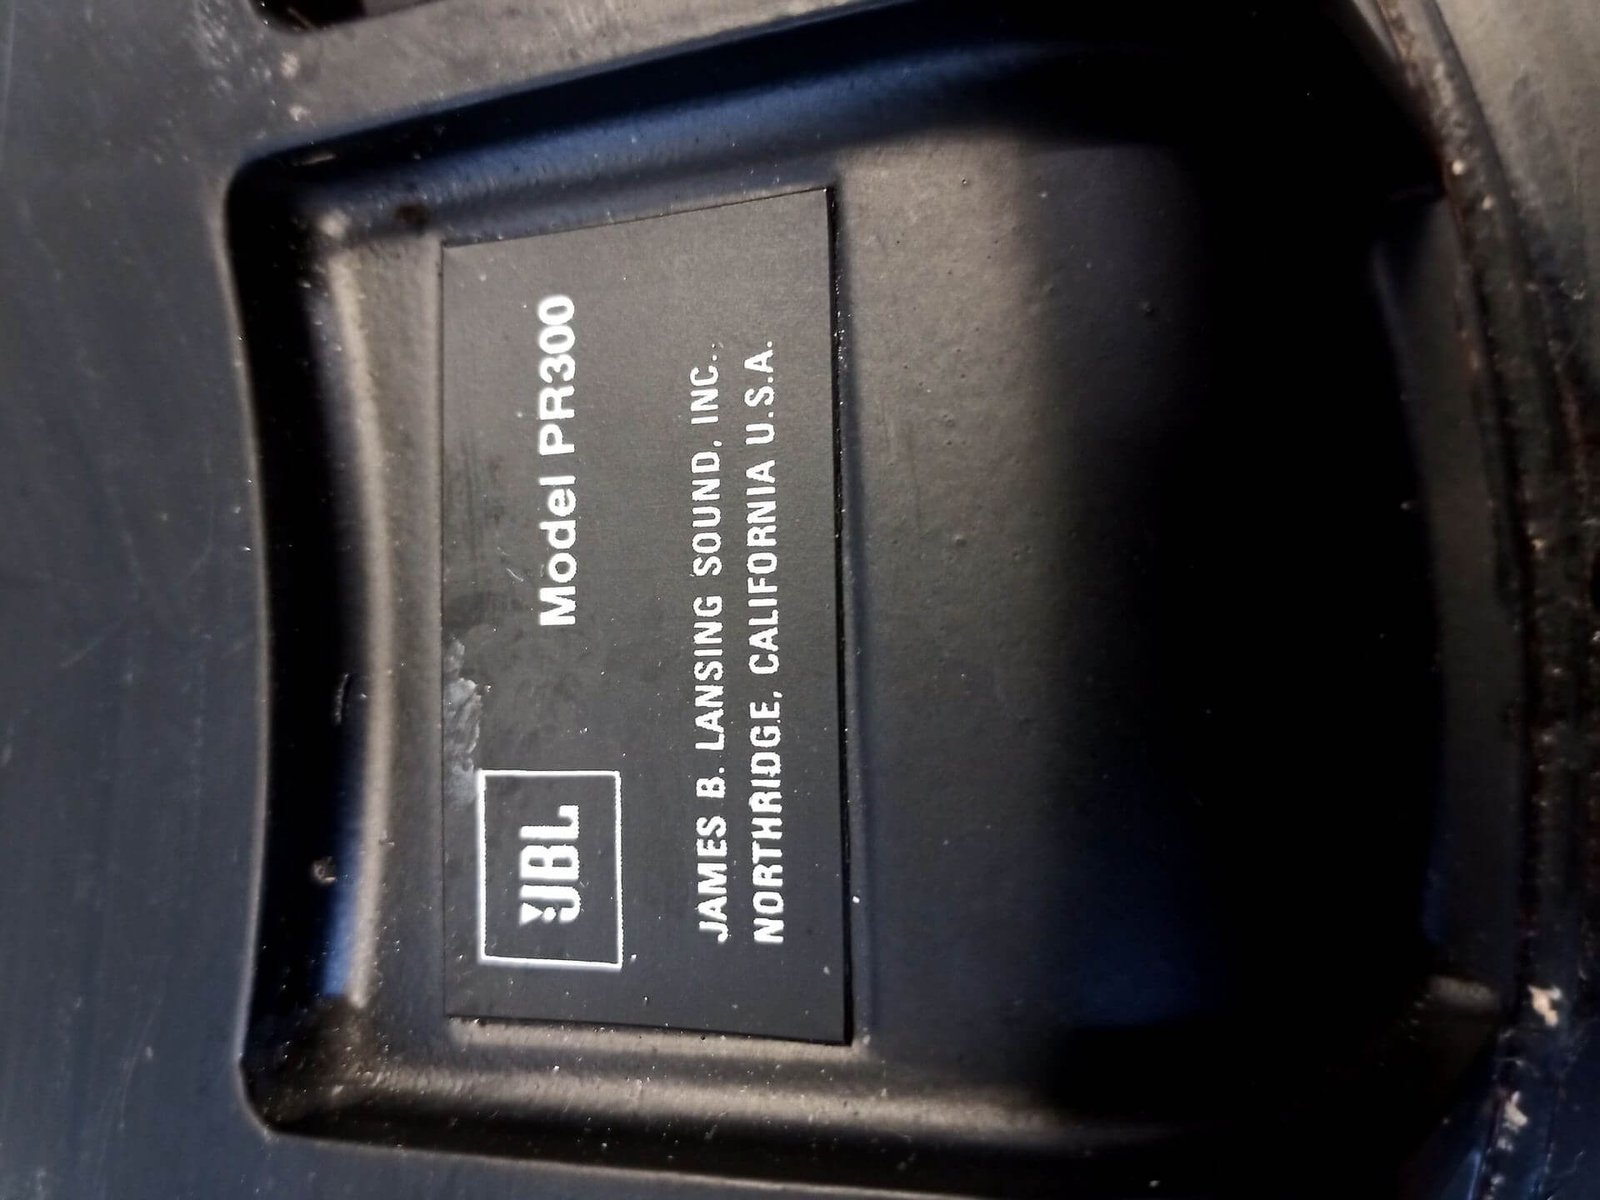 JBL
Model PR300
JAMES B. LANSING SOUND, INC.
NORTHRIDGE, CALIFORNIA U.S.A.